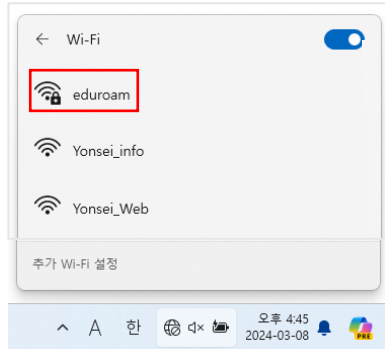 Wi-Fi
eduroam
Yonsei_info
Yonsei_Web
추가 Wi-Fi 설정
A 한 오후 4:45
2024-03-08
PRE